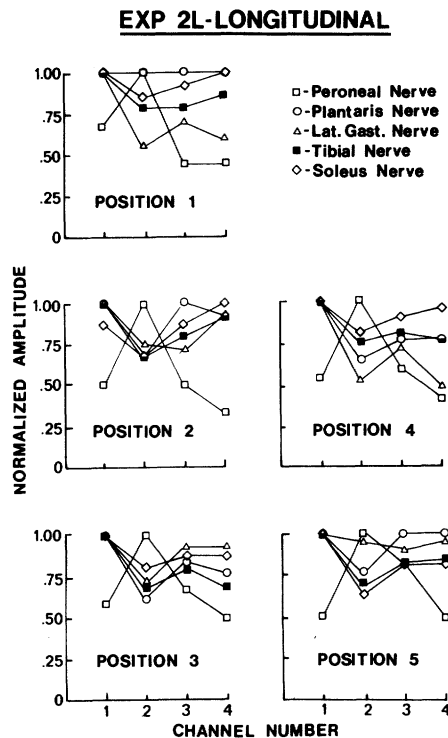 EXP 2L-LONGITUDINAL
□-Peroneal Nerve
○-Plantaris Nerve
△-Lat. Gast. Nerve
■-Tibial Nerve
◇-Soleus Nerve
1.00
.75
.50
.25
0
POSITION 1
NORMALIZED AMPLITUDE
1.00
.75
.50
.25
0
POSITION 2
POSITION 4
1.00
.75
.50
.25
0
POSITION 3
POSITION 5
1 2 3 4
1 2 3 4
CHANNEL NUMBER